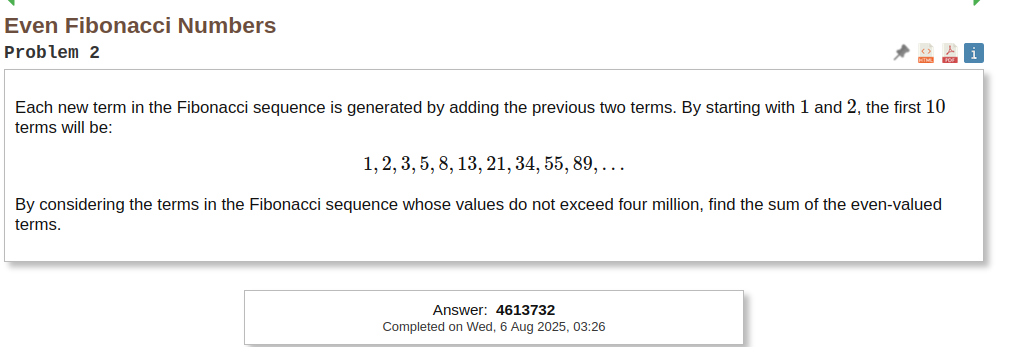 Even Fibonacci Numbers
Problem 2
HTML
PDF
i
Each new term in the Fibonacci sequence is generated by adding the previous two terms. By starting with 1 and 2, the first 10
terms will be:
1, 2, 3, 5, 8, 13, 21, 34, 55, 89, . . .
By considering the terms in the Fibonacci sequence whose values do not exceed four million, find the sum of the even-valued
terms.
Answer: 4613732
Completed on Wed, 6 Aug 2025, 03:26